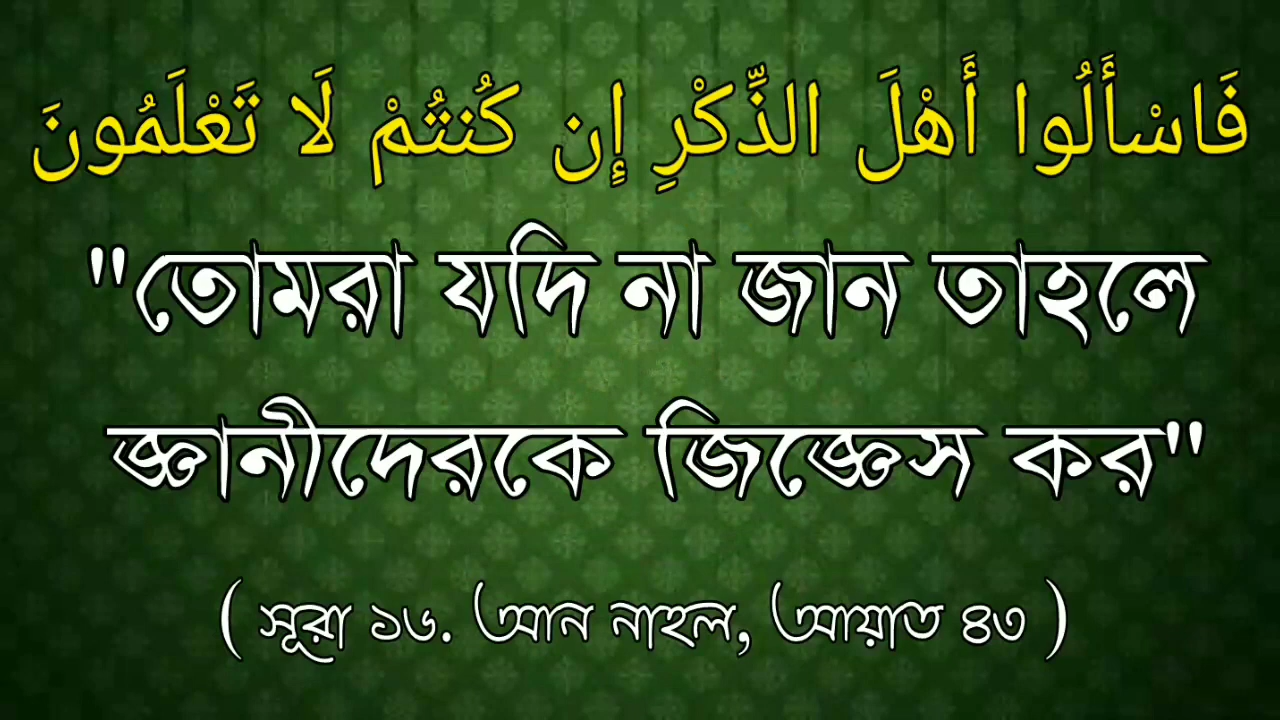 فَاسْأَلُوا أَهْلَ الذِّكْرِ إِن كُنتُمْ لَا تَعْلَمُونَ
"তোমরা যদি না জান তাহলে
জ্ঞানীদেরকে জিজ্ঞেস কর"
( সূরা ১৬. আন নাহল, আয়াত ৪৩ )